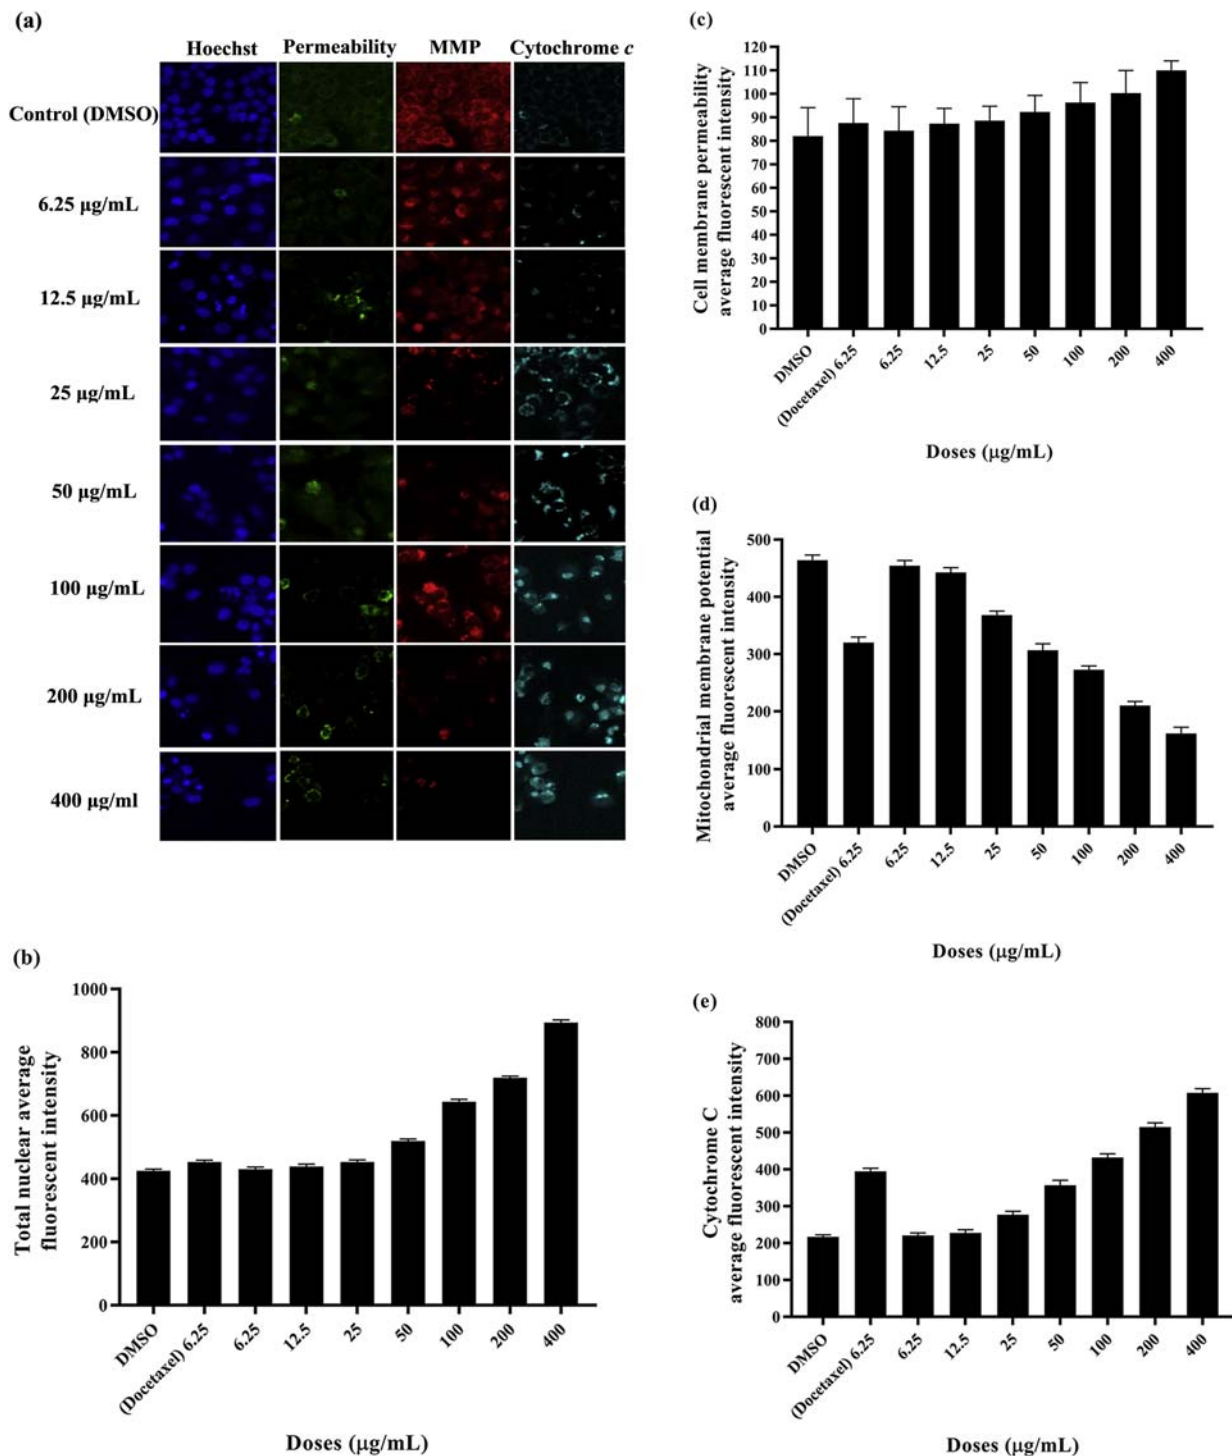 (a)
Hoechst Permeability MMP Cytochrome c
Control (DMSO)
6.25 µg/mL
12.5 µg/mL
25 µg/mL
50 µg/mL
100 µg/mL
200 µg/mL
400 µg/ml
(b)
Total nuclear average
fluorescent intensity
1000
800
600
400
200
0
DMSO
(Docetaxel) 6.25
6.25
12.5
25
50
100
200
400
Doses (µg/mL)
(c)
Cell membrane permeability
average fluorescent intensity
120
110
100
90
80
70
60
50
40
30
20
10
0
DMSO
(Docetaxel) 6.25
6.25
12.5
25
50
100
200
400
Doses (µg/mL)
(d)
Mitochondrial membrane potential
average fluorescent intensity
500
400
300
200
100
0
DMSO
(Docetaxel) 6.25
6.25
12.5
25
50
100
200
400
Doses (µg/mL)
(e)
Cytochrome C
average fluorescent intensity
800
700
600
500
400
300
200
100
0
DMSO
(Docetaxel) 6.25
6.25
12.5
25
50
100
200
400
Doses (µg/mL)